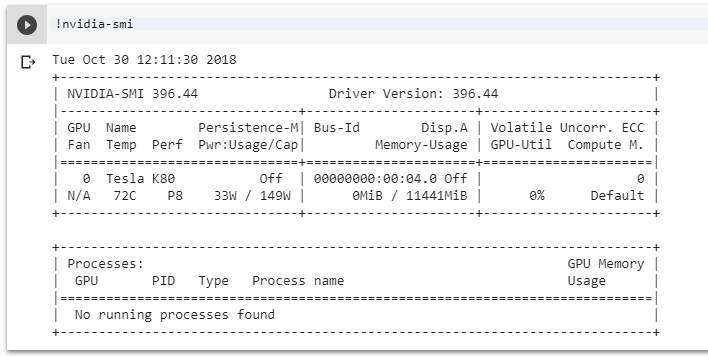 !nvidia-smi
Tue Oct 30 12:11:30 2018
+-----------------------------------------------------------------------------+
| NVIDIA-SMI 396.44                 Driver Version: 396.44                    |
|-------------------------------+----------------------+----------------------+
| GPU  Name        Persistence-M| Bus-Id        Disp.A | Volatile Uncorr. ECC |
| Fan  Temp  Perf  Pwr:Usage/Cap|         Memory-Usage | GPU-Util  Compute M. |
|===============================+======================+======================|
|   0  Tesla K80           Off  | 00000000:00:04.0 Off |                    0 |
| N/A   72C    P8    33W / 149W |      0MiB / 11441MiB |      0%      Default |
+-------------------------------+----------------------+----------------------+
+-----------------------------------------------------------------------------+
| Processes:                                                       GPU Memory |
|  GPU       PID   Type   Process name                             Usage      |
|=============================================================================|
|  No running processes found                                                 |
+-----------------------------------------------------------------------------+